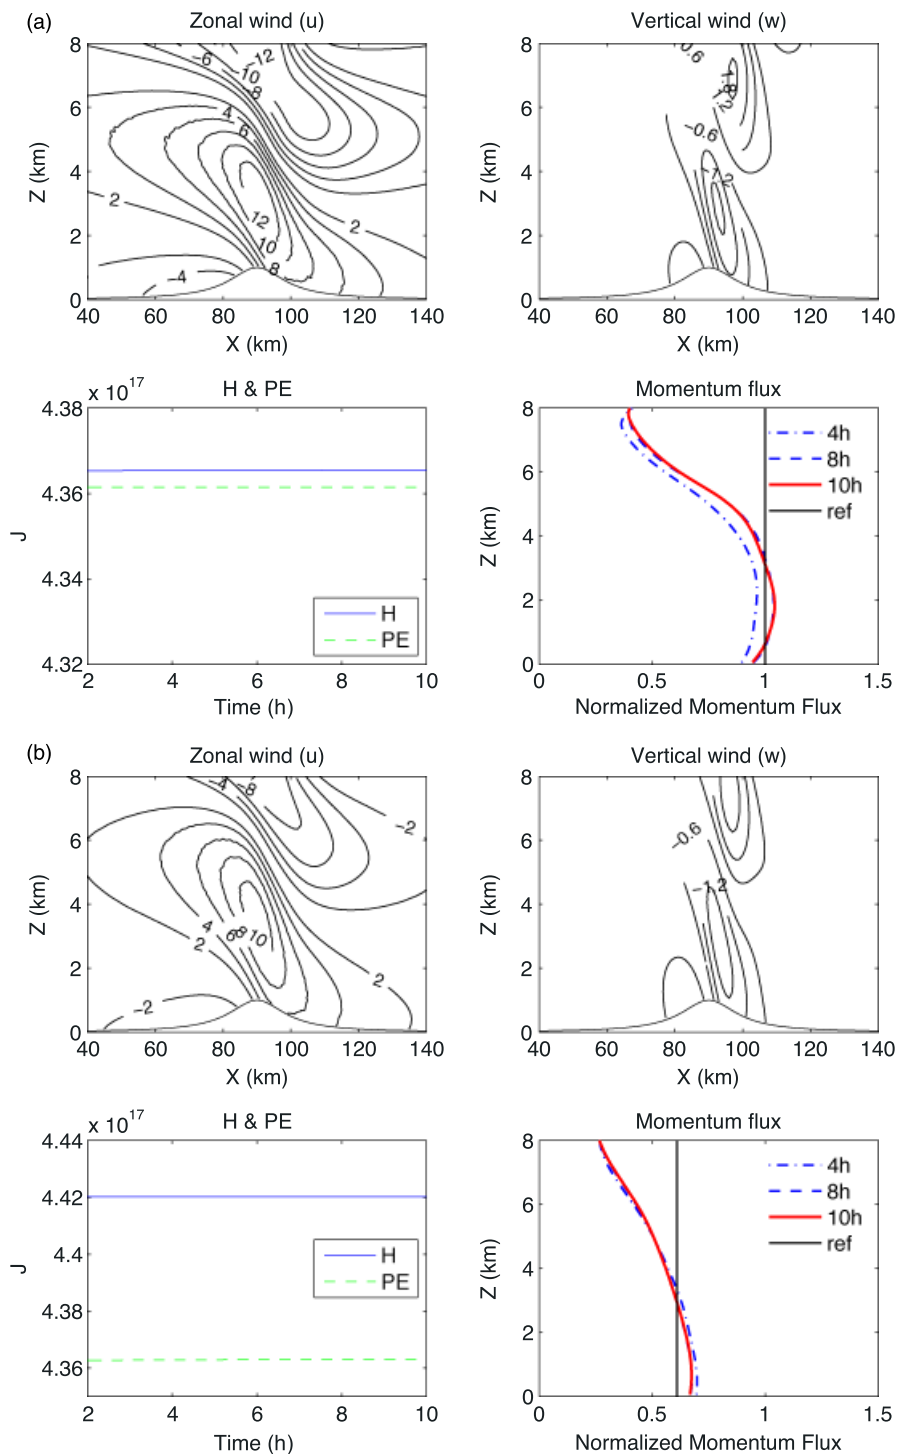 (a)
Zonal wind (u)
Vertical wind (w)
Z (km)
8
6
4
2
0
−6
−12
−10
−8
4
6
2
2
12
10
8
−4
40 60 80 100 120 140
X (km)
Z (km)
8
6
4
2
0
−0.6
−1.8
−1.2
−0.6
−1.2
40 60 80 100 120 140
X (km)
x 10^17
H & PE
J
4.38
4.36
4.34
4.32
H
PE
2 4 6 8 10
Time (h)
Momentum flux
Z (km)
8
6
4
2
0
4h
8h
10h
ref
0 0.5 1 1.5
Normalized Momentum Flux
(b)
Zonal wind (u)
Vertical wind (w)
Z (km)
8
6
4
2
0
−4
−8
−2
4
6
8
10
2
2
−2
40 60 80 100 120 140
X (km)
Z (km)
8
6
4
2
0
−0.6
−1.2
40 60 80 100 120 140
X (km)
x 10^17
H & PE
J
4.44
4.42
4.4
4.38
4.36
H
PE
2 4 6 8 10
Time (h)
Momentum flux
Z (km)
8
6
4
2
0
4h
8h
10h
ref
0 0.5 1 1.5
Normalized Momentum Flux